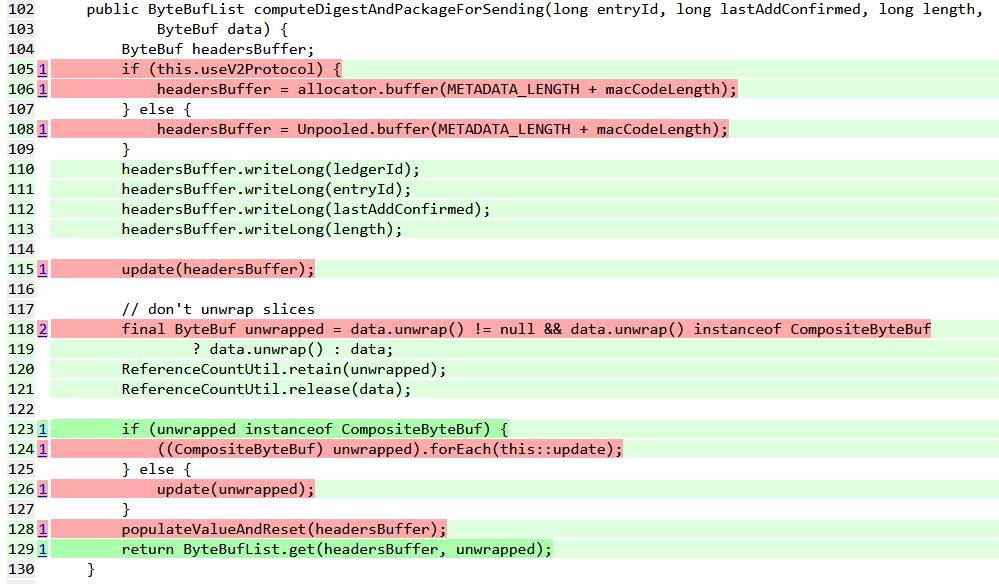 102 public ByteBufList computeDigestAndPackageForSending(long entryId, long lastAddConfirmed, long length,
103 ByteBuf data) {
104 ByteBuf headersBuffer;
105 1 if (this.useV2Protocol) {
106 1 headersBuffer = allocator.buffer(METADATA_LENGTH + macCodeLength);
107 } else {
108 1 headersBuffer = Unpooled.buffer(METADATA_LENGTH + macCodeLength);
109 }
110 headersBuffer.writeLong(ledgerId);
111 headersBuffer.writeLong(entryId);
112 headersBuffer.writeLong(lastAddConfirmed);
113 headersBuffer.writeLong(length);
114
115 1 update(headersBuffer);
116
117 // don't unwrap slices
118 2 final ByteBuf unwrapped = data.unwrap() != null && data.unwrap() instanceof CompositeByteBuf
119 ? data.unwrap() : data;
120 ReferenceCountUtil.retain(unwrapped);
121 ReferenceCountUtil.release(data);
122
123 1 if (unwrapped instanceof CompositeByteBuf) {
124 1 ((CompositeByteBuf) unwrapped).forEach(this::update);
125 } else {
126 1 update(unwrapped);
127 }
128 1 populateValueAndReset(headersBuffer);
129 1 return ByteBufList.get(headersBuffer, unwrapped);
130 }